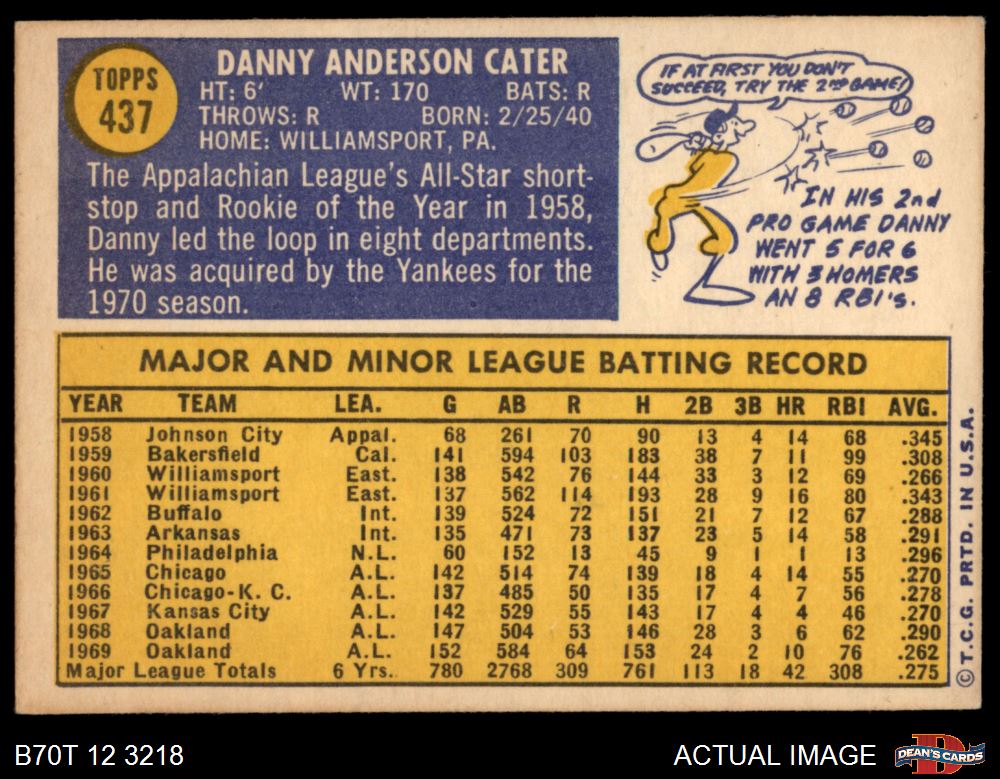 TOPPS
437
DANNY ANDERSON CATER
HT: 6' WT: 170 BATS: R
THROWS: R BORN: 2/25/40
HOME: WILLIAMSPORT, PA.
The Appalachian League's All-Star short-
stop and Rookie of the Year in 1958,
Danny led the loop in eight departments.
He was acquired by the Yankees for the
1970 season.
IF AT FIRST YOU DON'T
SUCCEED, TRY THE 2ND GAME!
IN HIS 2nd
PRO GAME DANNY
WENT 5 FOR 6
WITH 3 HOMERS
AN 8 RBI's.
MAJOR AND MINOR LEAGUE BATTING RECORD
YEAR TEAM LEA. G AB R H 2B 3B HR RBI AVG.
1958 Johnson City Appal. 68 261 70 90 13 4 14 68 .345
1959 Bakersfield Cal. 141 594 103 183 38 7 11 99 .308
1960 Williamsport East. 138 542 76 144 33 3 12 69 .266
1961 Williamsport East. 137 562 114 193 28 9 16 80 .343
1962 Buffalo Int. 139 524 72 151 21 7 12 67 .288
1963 Arkansas Int. 135 471 73 137 23 5 14 58 .291
1964 Philadelphia N.L. 60 152 13 45 9 1 1 13 .296
1965 Chicago A.L. 142 514 74 139 18 4 14 55 .270
1966 Chicago-K. C. A.L. 137 485 50 135 17 4 7 56 .278
1967 Kansas City A.L. 142 529 55 143 17 4 4 46 .270
1968 Oakland A.L. 147 504 53 146 28 3 6 62 .290
1969 Oakland A.L. 152 584 64 153 24 2 10 76 .262
Major League Totals 6 Yrs.. 780 2768 309 761 113 18 42 308 .275
© T.C.G. PRTD. IN U.S.A.
B70T 12 3218
ACTUAL IMAGE
D
DEAN'S CARDS